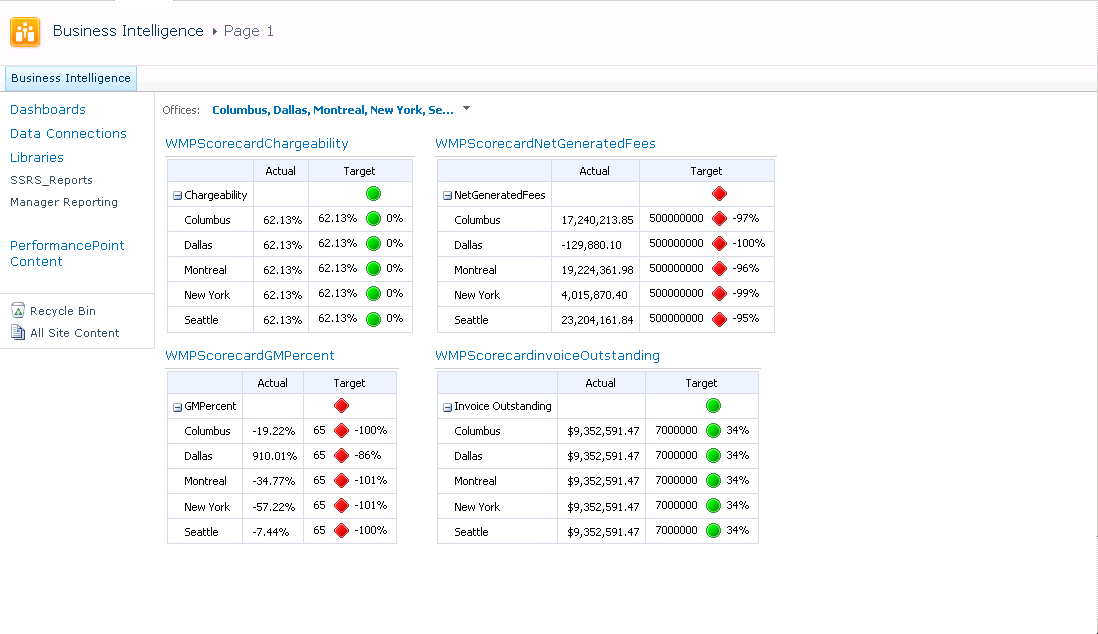 Business Intelligence ▸ Page 1
Business Intelligence
Dashboards
Data Connections
Libraries
SSRS_Reports
Manager Reporting
PerformancePoint
Content
Recycle Bin
All Site Content
Offices: Columbus, Dallas, Montreal, New York, Se...
WMPScorecardChargeability
Actual Target
Chargeability
Columbus 62.13% 62.13% 0%
Dallas 62.13% 62.13% 0%
Montreal 62.13% 62.13% 0%
New York 62.13% 62.13% 0%
Seattle 62.13% 62.13% 0%
WMPScorecardNetGeneratedFees
Actual Target
NetGeneratedFees
Columbus 17,240,213.85 500000000 -97%
Dallas -129,880.10 500000000 -100%
Montreal 19,224,361.98 500000000 -96%
New York 4,015,870.40 500000000 -99%
Seattle 23,204,161.84 500000000 -95%
WMPScorecardGMPercent
Actual Target
GMPercent
Columbus -19.22% 65 -100%
Dallas 910.01% 65 -86%
Montreal -34.77% 65 -101%
New York -57.22% 65 -101%
Seattle -7.44% 65 -100%
WMPScorecardinvoiceOutstanding
Actual Target
Invoice Outstanding
Columbus $9,352,591.47 7000000 34%
Dallas $9,352,591.47 7000000 34%
Montreal $9,352,591.47 7000000 34%
New York $9,352,591.47 7000000 34%
Seattle $9,352,591.47 7000000 34%